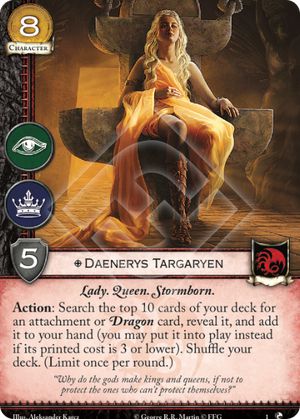 8
CHARACTER
5
DAENERYS TARGARYEN
Lady. Queen. Stormborn.
Action: Search the top 10 cards of your deck for
an attachment or Dragon card, reveal it, and add
it to your hand (you may put it into play instead
if its printed cost is 3 or lower). Shuffle your
deck. (Limit once per round.)
"Why do the gods make kings and queens, if not to
protect the ones who can't protect themselves?"
Illus. Aleksander Karcz © George R.R. Martin © FFG 1